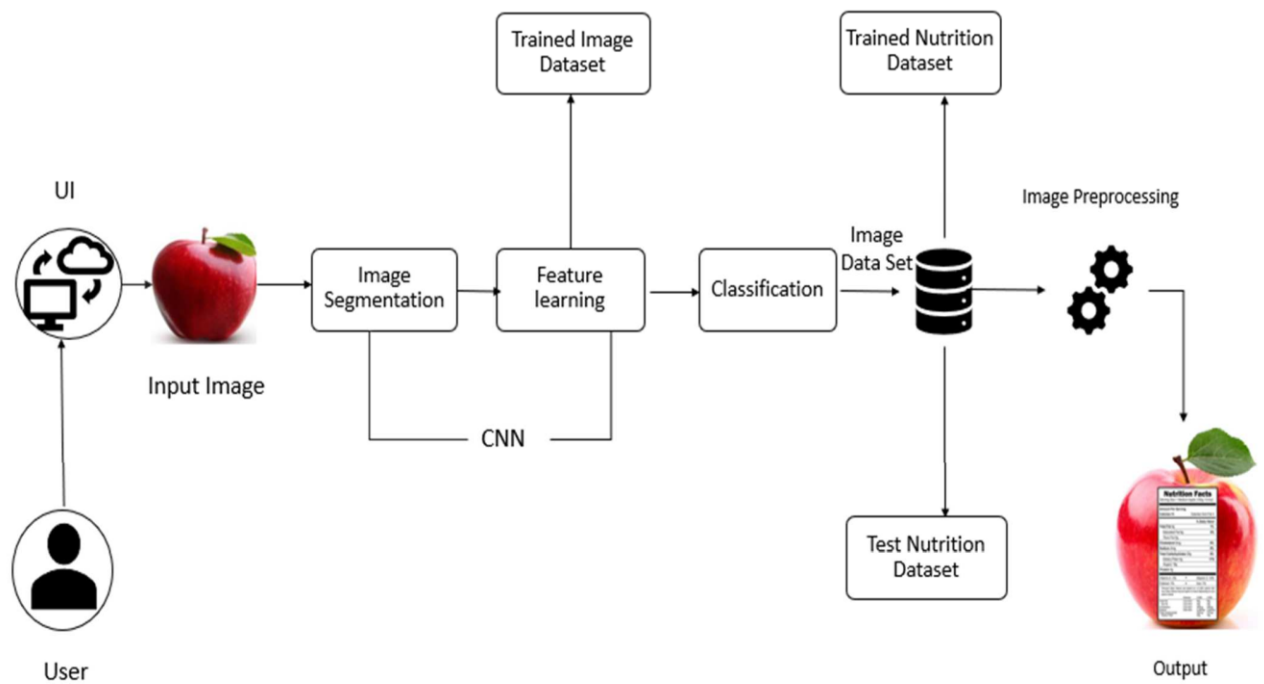 Trained Image
Dataset
Trained Nutrition
Dataset
UI
Image Preprocessing
Image
Data Set
Image
Segmentation
Feature
learning
Classification
Input Image
CNN
Nutrition Facts
Test Nutrition
Dataset
User
Output